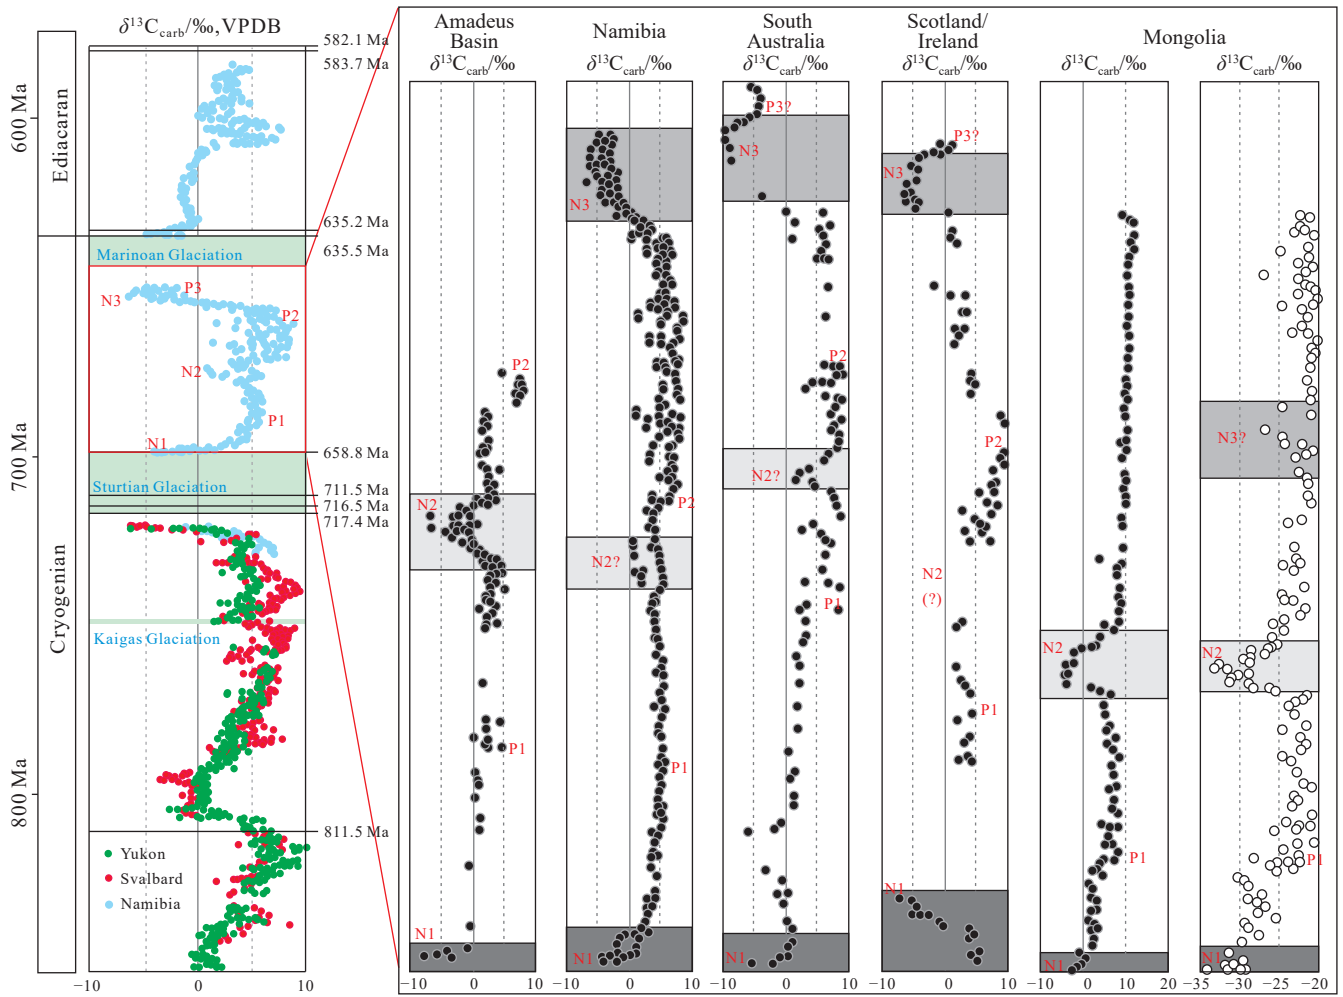 δ¹³Ccarb/‰, VPDB
Ediacaran
Cryogenian
600 Ma
700 Ma
800 Ma
582.1 Ma
583.7 Ma
635.2 Ma
635.5 Ma
658.8 Ma
711.5 Ma
716.5 Ma
717.4 Ma
811.5 Ma
Marinoan Glaciation
N3
P3
P2
N2
P1
N1
Sturtian Glaciation
Kaigas Glaciation
Yukon
Svalbard
Namibia
−10 0 10
Amadeus
Basin
δ¹³Ccarb/‰
P2
N2
P1
N1
−10 0 10
Namibia
δ¹³Ccarb/‰
N3
P2
N2?
P1
N1
−10 0 10
South
Australia
δ¹³Ccarb/‰
P3?
N3
P2
N2?
P1
N1
−10 0 10
Scotland/
Ireland
δ¹³Ccarb/‰
P3?
N3
P2
N2
(?)
P1
N1
−10 0 10
Mongolia
δ¹³Ccarb/‰
N2
P1
N1
−10 0 10 20
δ¹³Ccarb/‰
N3?
N2
P1
N1
−35 −30 −25 −20